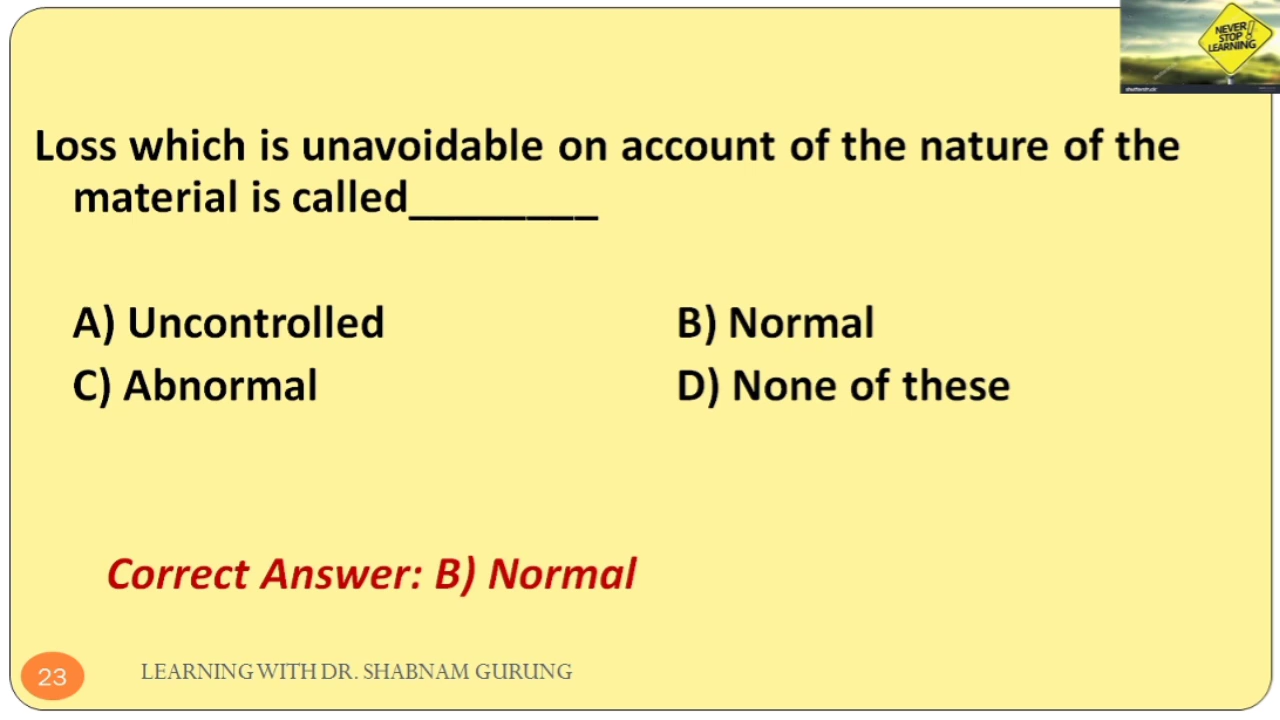 NEVER
STOP !
LEARNING
Loss which is unavoidable on account of the nature of the
material is called________
A) Uncontrolled B) Normal
C) Abnormal D) None of these
Correct Answer: B) Normal
23 LEARNING WITH DR. SHABNAM GURUNG